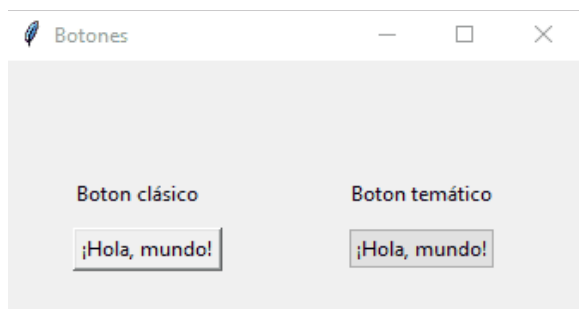 Botones
Boton clásico
Boton temático
¡Hola, mundo!
¡Hola, mundo!